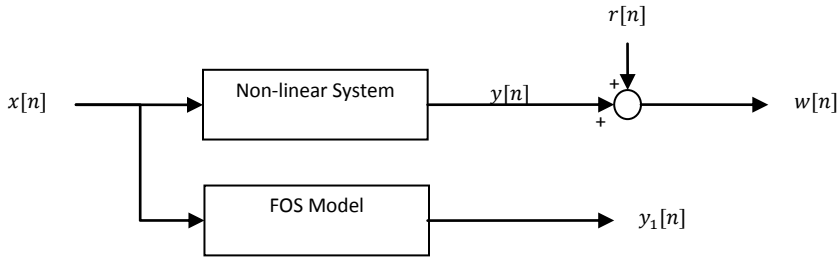 r[n]
Non-linear System
x[n]
y[n]
+
+
w[n]
FOS Model
y₁[n]